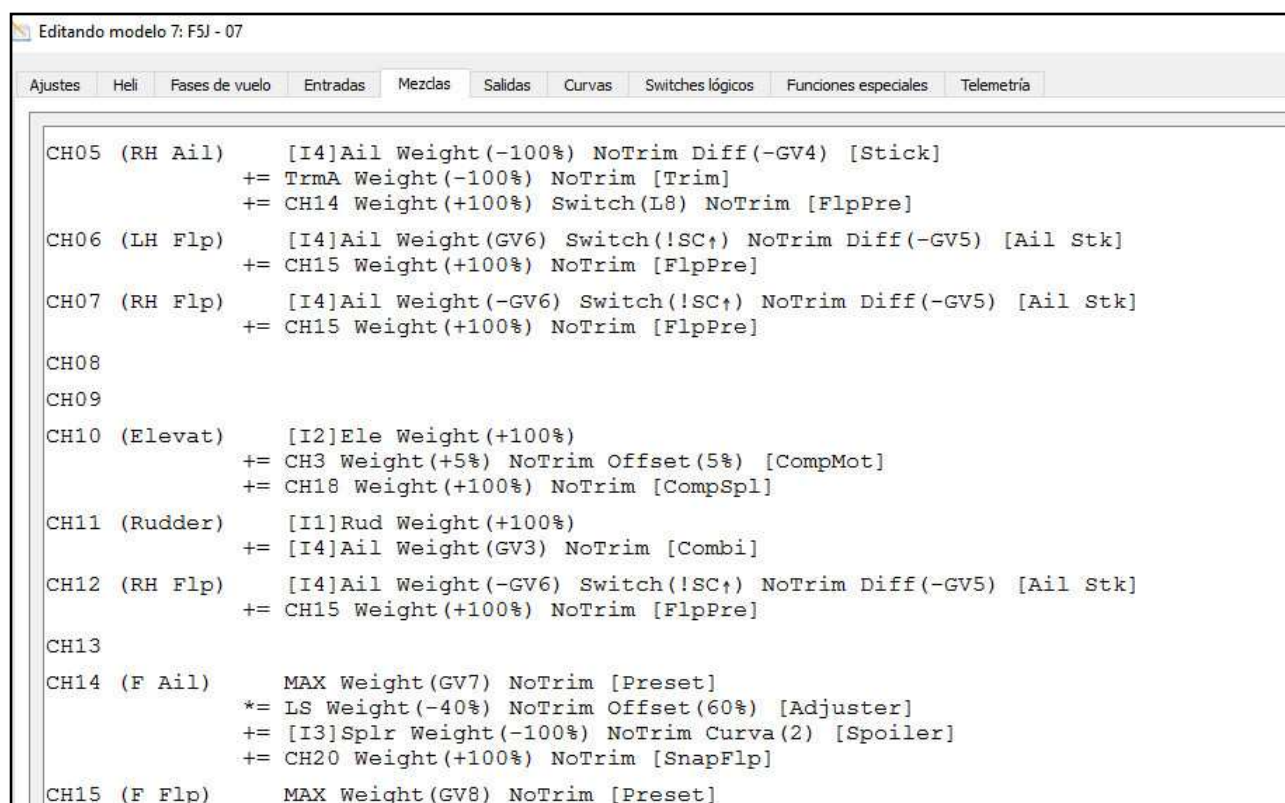 Editando modelo 7: F5J - 07
Ajustes Heli Fases de vuelo Entradas Mezclas Salidas Curvas Switches lógicos Funciones especiales Telemetría
CH05 (RH Ail) [I4]Ail Weight(-100%) NoTrim Diff(-GV4) [Stick]
+= TrmA Weight(-100%) NoTrim [Trim]
+= CH14 Weight(+100%) Switch(L8) NoTrim [FlpPre]
CH06 (LH Flp) [I4]Ail Weight(GV6) Switch(!SC↑) NoTrim Diff(-GV5) [Ail Stk]
+= CH15 Weight(+100%) NoTrim [FlpPre]
CH07 (RH Flp) [I4]Ail Weight(-GV6) Switch(!SC↑) NoTrim Diff(-GV5) [Ail Stk]
+= CH15 Weight(+100%) NoTrim [FlpPre]
CH08
CH09
CH10 (Elevat) [I2]Ele Weight(+100%)
+= CH3 Weight(+5%) NoTrim Offset(5%) [CompMot]
+= CH18 Weight(+100%) NoTrim [CompSpl]
CH11 (Rudder) [I1]Rud Weight(+100%)
+= [I4]Ail Weight(GV3) NoTrim [Combi]
CH12 (RH Flp) [I4]Ail Weight(-GV6) Switch(!SC↑) NoTrim Diff(-GV5) [Ail Stk]
+= CH15 Weight(+100%) NoTrim [FlpPre]
CH13
CH14 (F Ail) MAX Weight(GV7) NoTrim [Preset]
*= LS Weight(-40%) NoTrim Offset(60%) [Adjuster]
+= [I3]Splr Weight(-100%) NoTrim Curva(2) [Spoiler]
+= CH20 Weight(+100%) NoTrim [SnapFlp]
CH15 (F Flp) MAX Weight(GV8) NoTrim [Preset]